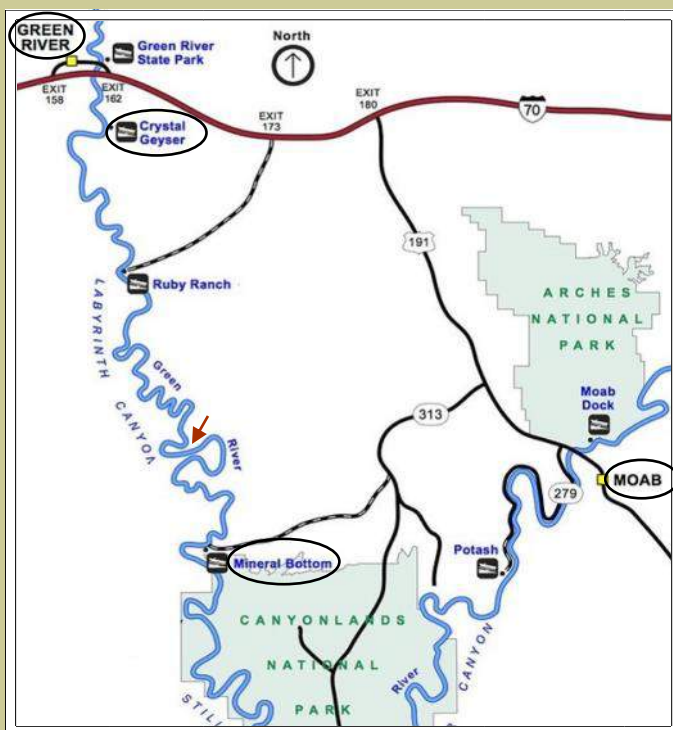 GREEN
RIVER
Green River
State Park
North
EXIT
158
EXIT
162
EXIT
180
70
Crystal
Geyser
EXIT
173
191
Ruby Ranch
ARCHES
NATIONAL
PARK
LABYRINTH
CANYON
Green
River
Moab
Dock
313
MOAB
279
Mineral Bottom
Potash
CANYONLANDS
NATIONAL
PARK
River
CANYON
STILL